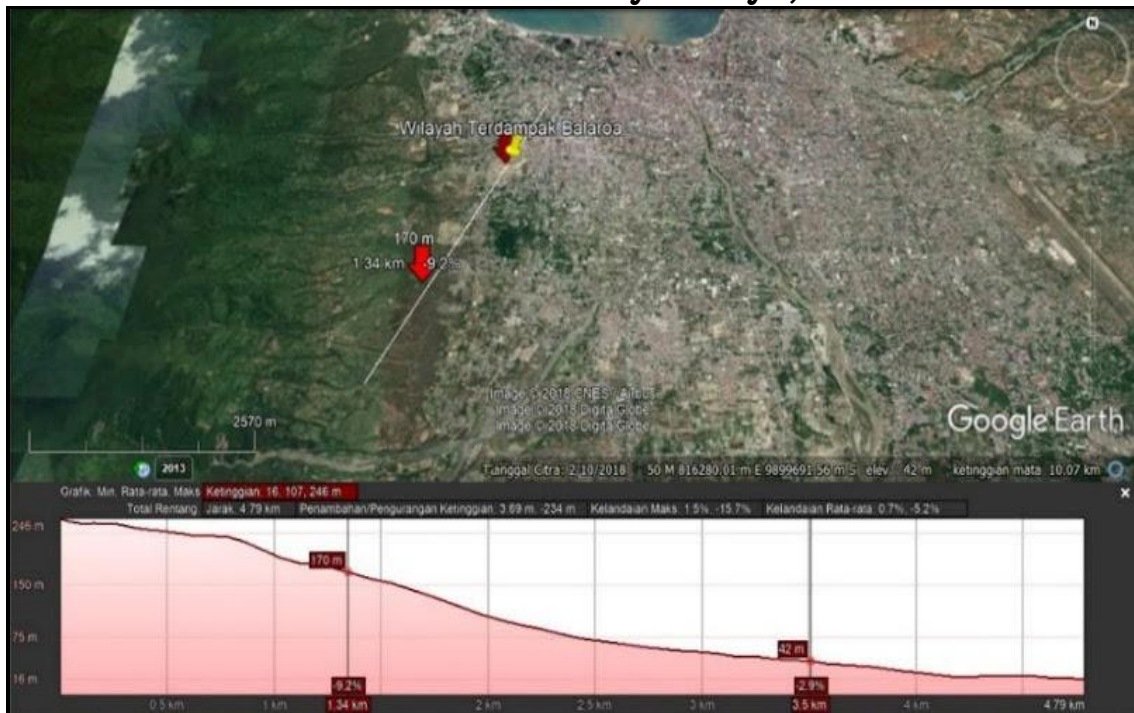 N
Wilayah Terdampak Balaroa
170 m
1.34 km -9.2%
Image © 2018 CNES / Airbus
Image © 2018 DigitalGlobe
Image © 2018 DigitalGlobe
Google Earth
2570 m
2013
Tanggal Citra: 2/10/2018 50 M 816280.01 m E 9899691.56 m S elev 42 m ketinggian mata 10.07 km
Grafik: Min, Rata-rata, Maks Ketinggian: 16, 107, 246 m
Total Rentang: Jarak: 4.79 km Penambahan/Pengurangan Ketinggian: 3.69 m, -234 m Kelandaian Maks: 1.5%, -15.7% Kelandaian Rata-rata: 0.7%, -5.2%
246 m
170 m
150 m
75 m
42 m
16 m
-9.2% -2.9%
0.5 km 1 km 1.34 km 2 km 2.5 km 3 km 3.5 km 4 km 4.79 km